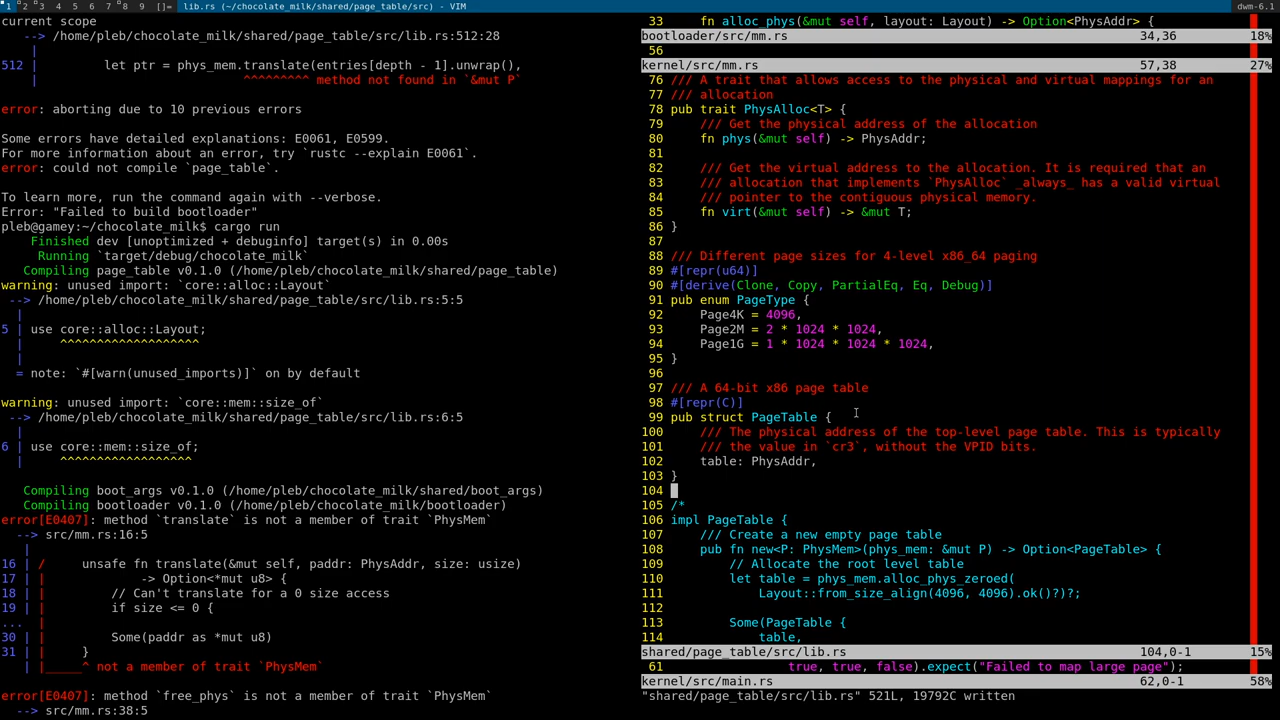 1 2 3 4 5 6 7 8 9 []= lib.rs (~/chocolate_milk/shared/page_table/src) - VIM dwm-6.1
current scope
   --> /home/pleb/chocolate_milk/shared/page_table/src/lib.rs:512:28
    |
512 |         let ptr = phys_mem.translate(entries[depth - 1].unwrap(),
    |                            ^^^^^^^^^ method not found in `&mut P`
error: aborting due to 10 previous errors
Some errors have detailed explanations: E0061, E0599.
For more information about an error, try `rustc --explain E0061`.
error: could not compile `page_table`.
To learn more, run the command again with --verbose.
Error: "Failed to build bootloader"
pleb@gamey:~/chocolate_milk$ cargo run
    Finished dev [unoptimized + debuginfo] target(s) in 0.00s
     Running `target/debug/chocolate_milk`
   Compiling page_table v0.1.0 (/home/pleb/chocolate_milk/shared/page_table)
warning: unused import: `core::alloc::Layout`
 --> /home/pleb/chocolate_milk/shared/page_table/src/lib.rs:5:5
  |
5 | use core::alloc::Layout;
  |     ^^^^^^^^^^^^^^^^^^^
  |
  = note: `#[warn(unused_imports)]` on by default
warning: unused import: `core::mem::size_of`
 --> /home/pleb/chocolate_milk/shared/page_table/src/lib.rs:6:5
  |
6 | use core::mem::size_of;
  |     ^^^^^^^^^^^^^^^^^^
   Compiling boot_args v0.1.0 (/home/pleb/chocolate_milk/shared/boot_args)
   Compiling bootloader v0.1.0 (/home/pleb/chocolate_milk/bootloader)
error[E0407]: method `translate` is not a member of trait `PhysMem`
  --> src/mm.rs:16:5
   |
16 | /     unsafe fn translate(&mut self, paddr: PhysAddr, size: usize)
17 | |             -> Option<*mut u8> {
18 | |         // Can't translate for a 0 size access
19 | |         if size <= 0 {
... |
30 | |         Some(paddr as *mut u8)
31 | |     }
   | |_____^ not a member of trait `PhysMem`
error[E0407]: method `free_phys` is not a member of trait `PhysMem`
  --> src/mm.rs:38:5
33     fn alloc_phys(&mut self, layout: Layout) -> Option<PhysAddr> {
bootloader/src/mm.rs 34,36 18%
56
kernel/src/mm.rs 57,38 27%
76 /// A trait that allows access to the physical and virtual mappings for an
77 /// allocation
78 pub trait PhysAlloc<T> {
79     /// Get the physical address of the allocation
80     fn phys(&mut self) -> PhysAddr;
81
82     /// Get the virtual address to the allocation. It is required that an
83     /// allocation that implements `PhysAlloc` _always_ has a valid virtual
84     /// pointer to the contiguous physical memory.
85     fn virt(&mut self) -> &mut T;
86 }
87
88 /// Different page sizes for 4-level x86_64 paging
89 #[repr(u64)]
90 #[derive(Clone, Copy, PartialEq, Eq, Debug)]
91 pub enum PageType {
92     Page4K = 4096,
93     Page2M = 2 * 1024 * 1024,
94     Page1G = 1 * 1024 * 1024 * 1024,
95 }
96
97 /// A 64-bit x86 page table
98 #[repr(C)]
99 pub struct PageTable {
100     /// The physical address of the top-level page table. This is typically
101     /// the value in `cr3`, without the VPID bits.
102     table: PhysAddr,
103 }
104
105 /*
106 impl PageTable {
107     /// Create a new empty page table
108     pub fn new<P: PhysMem>(phys_mem: &mut P) -> Option<PageTable> {
109         // Allocate the root level table
110         let table = phys_mem.alloc_phys_zeroed(
111             Layout::from_size_align(4096, 4096).ok()?)?;
112
113         Some(PageTable {
114             table,
shared/page_table/src/lib.rs 104,0-1 15%
61                 true, true, false).expect("Failed to map large page");
kernel/src/main.rs 62,0-1 58%
"shared/page_table/src/lib.rs" 521L, 19792C written